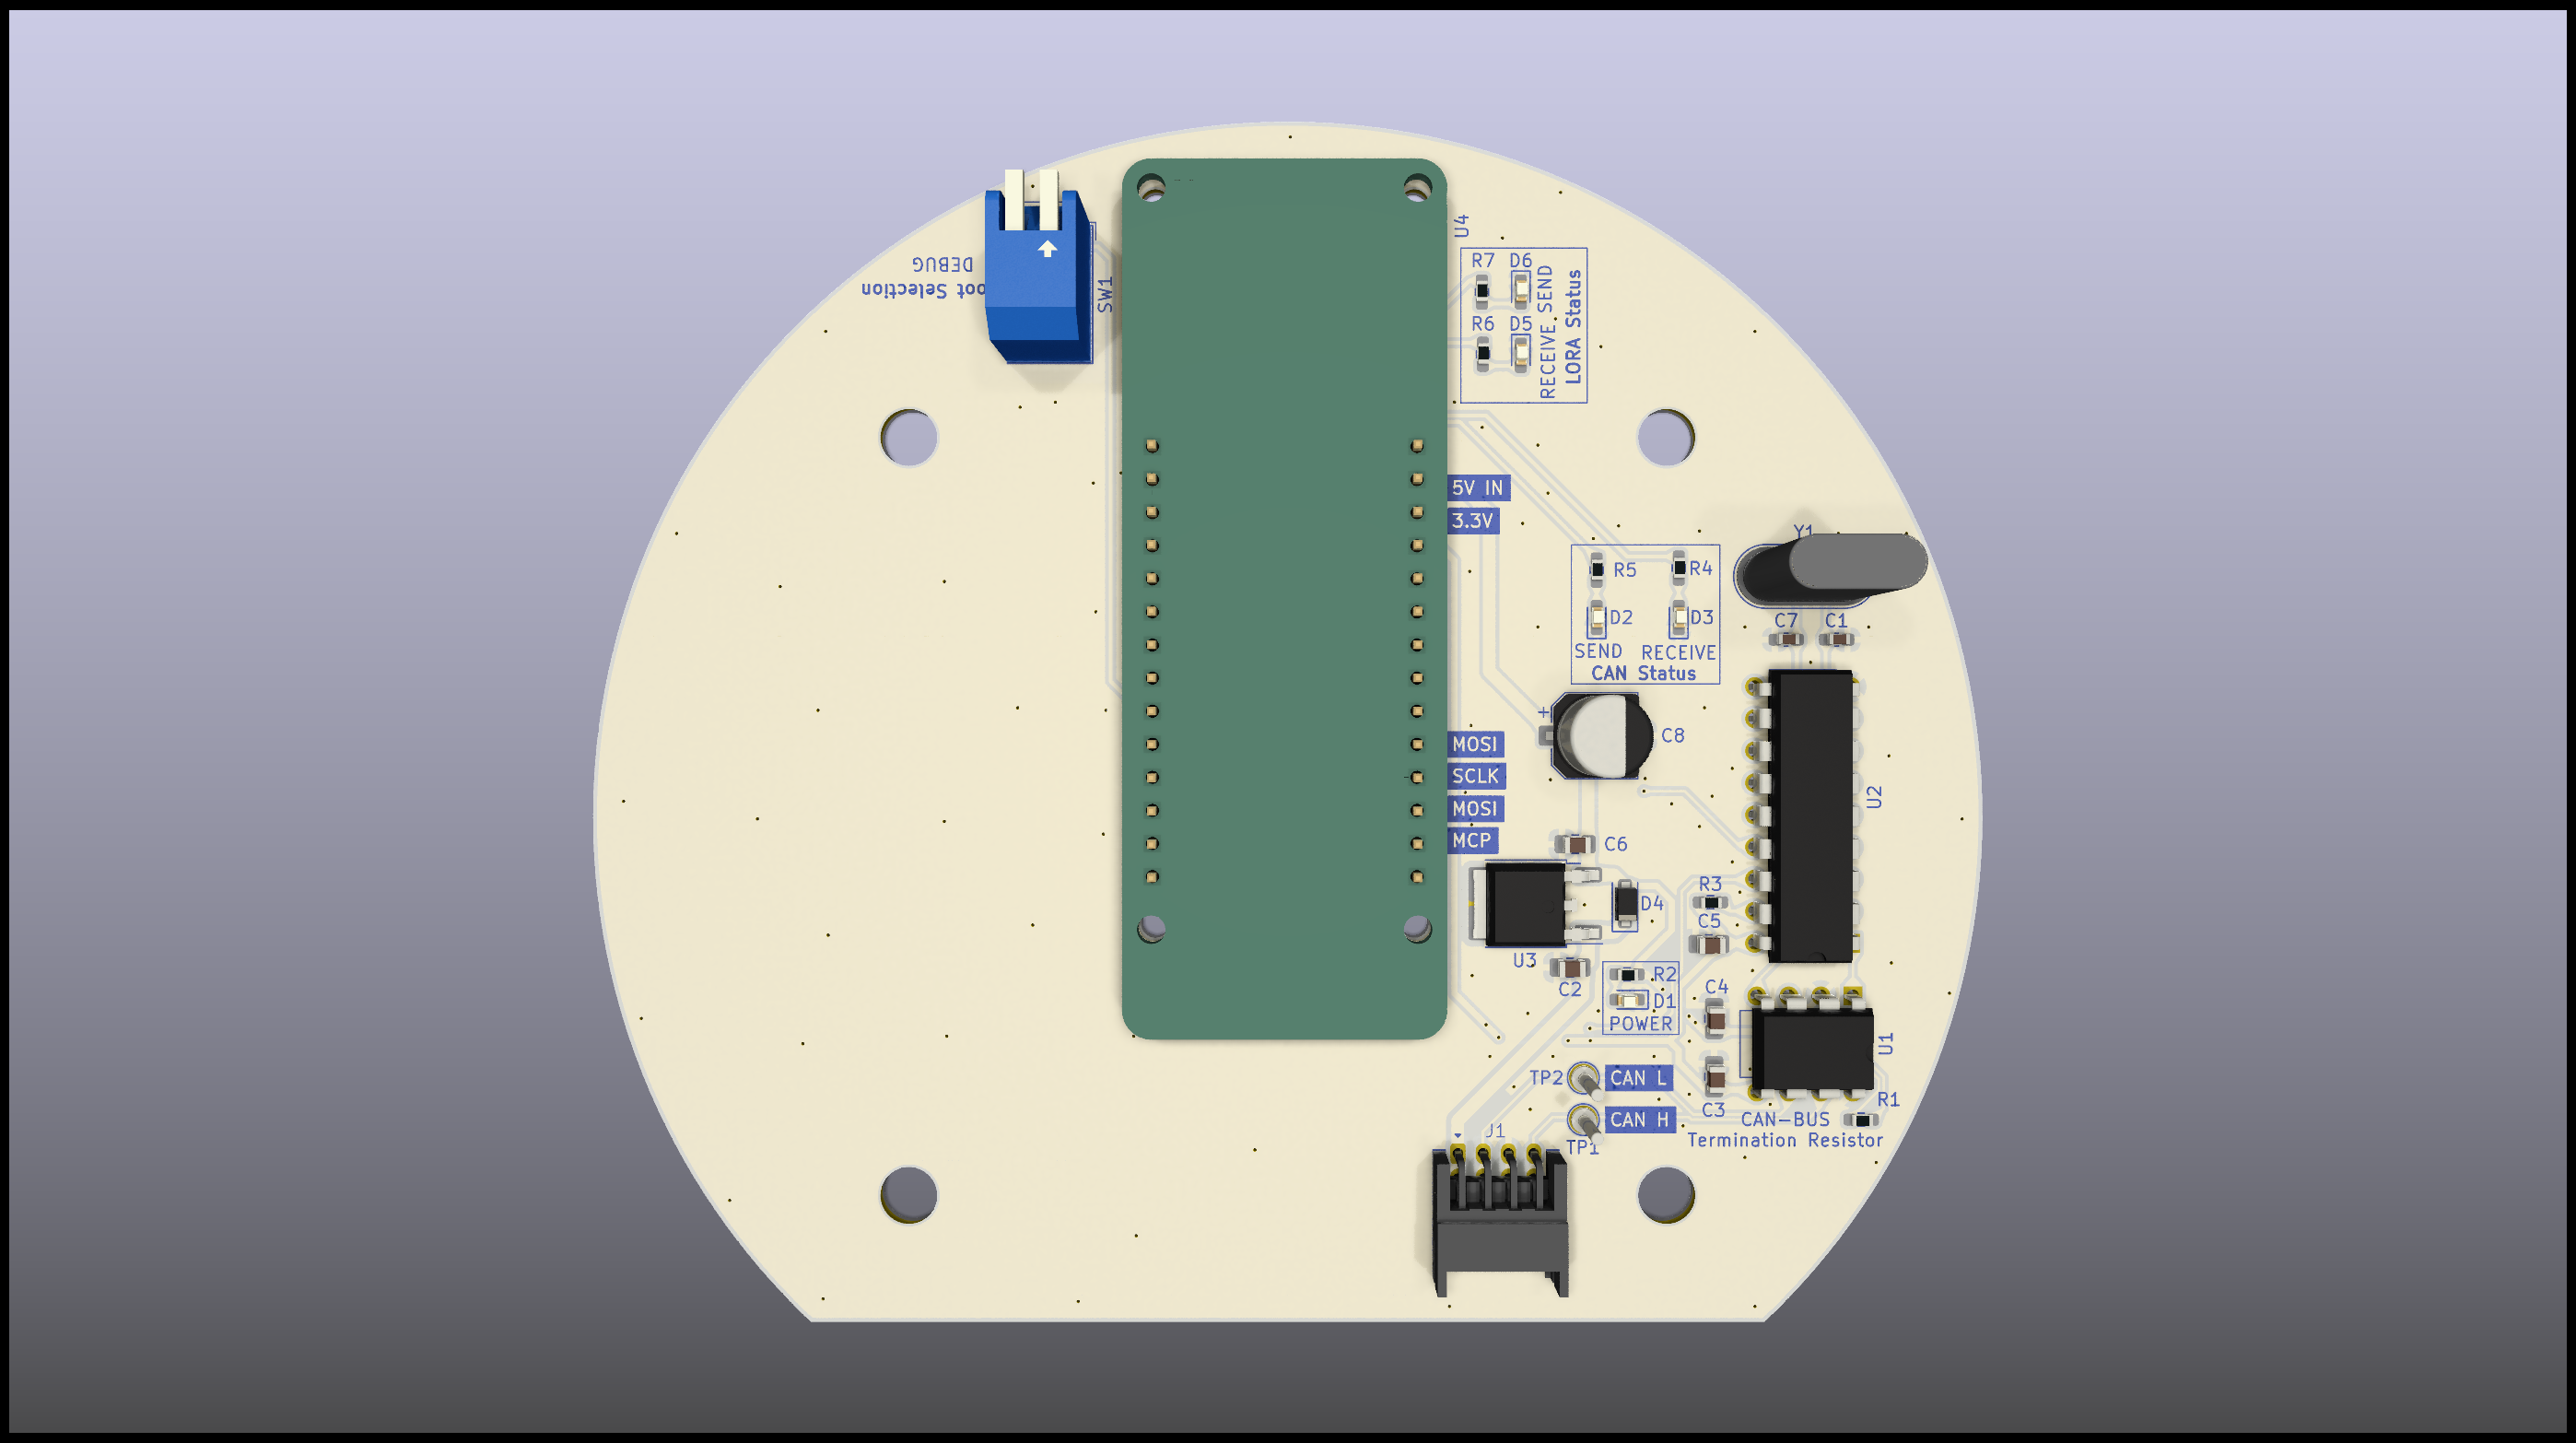 U4
R7 D6
R6 D5
RECEIVE SEND
LORA Status
DEBUG
oot Selection
SW1
5V IN
3.3V
Y1
R5
R4
D2
D3
SEND RECEIVE
CAN Status
C7 C1
+
C8
MOSI
SCLK
MOSI
MCP
U2
C6
R3
D4
C5
U3
R2
C2
C4
D1
POWER
U1
TP2 CAN L
R1
C3
CAN H
CAN-BUS
Termination Resistor
J1
TP1